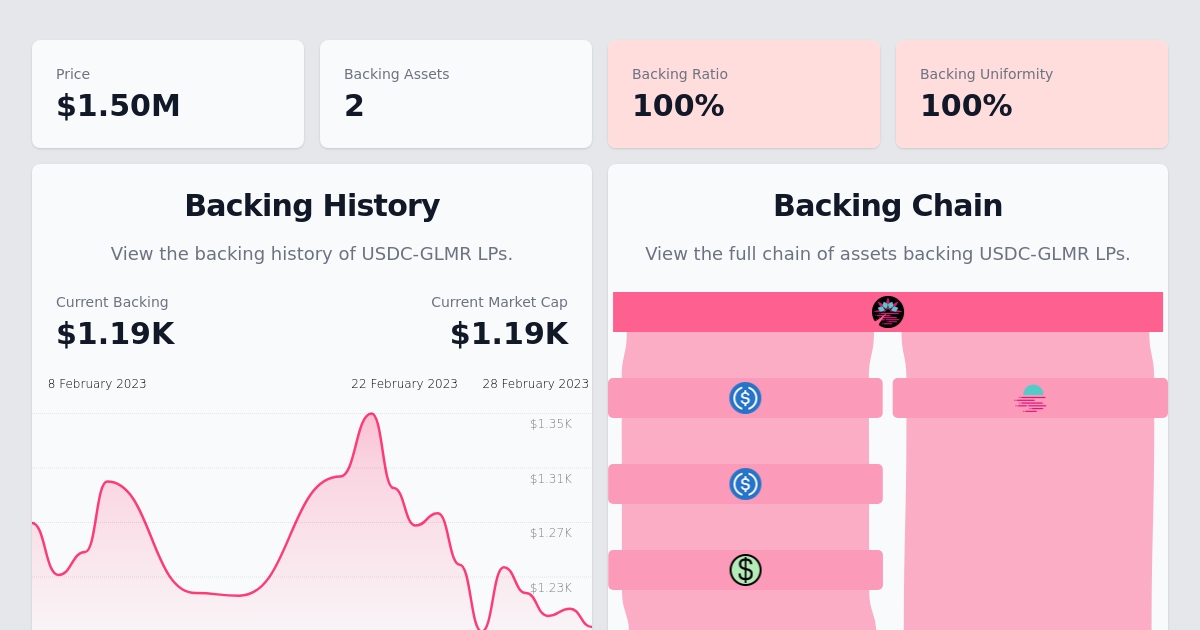 Price
$1.50M
Backing Assets
2
Backing Ratio
100%
Backing Uniformity
100%
Backing History
View the backing history of USDC-GLMR LPs.
Current Backing
$1.19K
Current Market Cap
$1.19K
8 February 2023
22 February 2023
28 February 2023
$1.35K
$1.31K
$1.27K
$1.23K
Backing Chain
View the full chain of assets backing USDC-GLMR LPs.
$
$
$